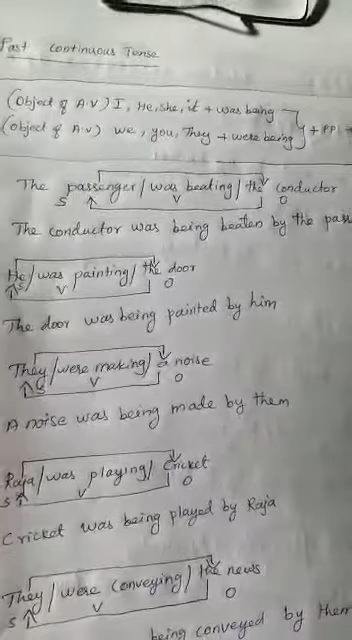 Past continuous Tense
(Object of A.V) I, He, she, it + was being
(Object of A.V) we, you, They + were being } + PP1 +
The passenger / was beating / the conductor
S V O
The conductor was being beaten by the
He / was painting / the door
S V O
The door was being painted by him
They / were making / a noise
S V O
A noise was being made by them
Raja / was playing / Cricket
S V O
Cricket was being played by Raja
They / were conveying / the news
S V O
being conveyed by them